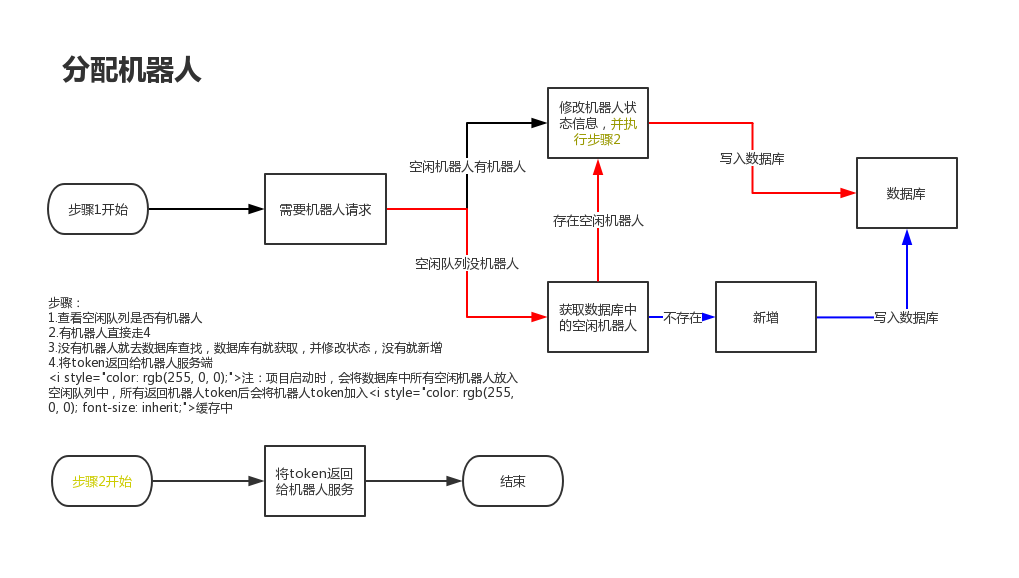 分配机器人
修改机器人状
态信息，并执
行步骤2
空闲机器人有机器人
写入数据库
步骤1开始
需要机器人请求
数据库
存在空闲机器人
空闲队列没机器人
获取数据库中
的空闲机器人
不存在
新增
写入数据库
步骤：
1.查看空闲队列是否有机器人
2.有机器人直接走4
3.没有机器人就去数据库查找，数据库有就获取，并修改状态，没有就新增
4.将token返回给机器人服务端
<i style="color: rgb(255, 0, 0);">注：项目启动时，会将数据库中所有空闲机器人放入
空闲队列中，所有返回机器人token后会将机器人token加入<i style="color: rgb(255,
0, 0); font-size: inherit;">缓存中
步骤2开始
将token返回
给机器人服务
结束